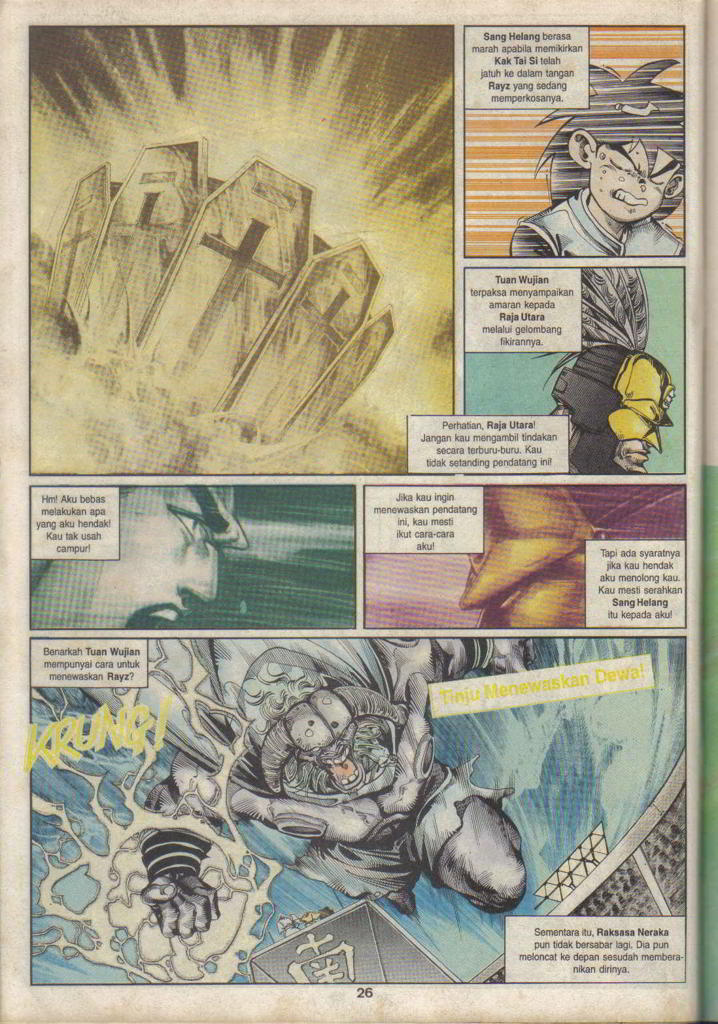 Sang Helang berasa
marah apabila memikirkan
Kak Tai Si telah
jatuh ke dalam tangan
Rayz yang sedang
memperkosanya.
Tuan Wujian
terpaksa menyampaikan
amaran kepada
Raja Utara
melalui gelombang
fikirannya.
Perhatian, Raja Utara!
Jangan kau mengambil tindakan
secara terburu-buru. Kau
tidak setanding pendatang ini!
Hm! Aku bebas
melakukan apa
yang aku hendak!
Kau tak usah
campur!
Jika kau ingin
menewaskan pendatang
ini, kau mesti
ikut cara-cara
aku!
Tapi ada syaratnya
jika kau hendak
aku menolong kau.
Kau mesti serahkan
Sang Helang
itu kepada aku!
Benarkah Tuan Wujian
mempunyai cara untuk
menewaskan Rayz?
Tinju Menewaskan Dewa!
KRUNG!
南
Sementara itu, Raksasa Neraka
pun tidak bersabar lagi. Dia pun
meloncat ke depan sesudah membera-
nikan dirinya.
26